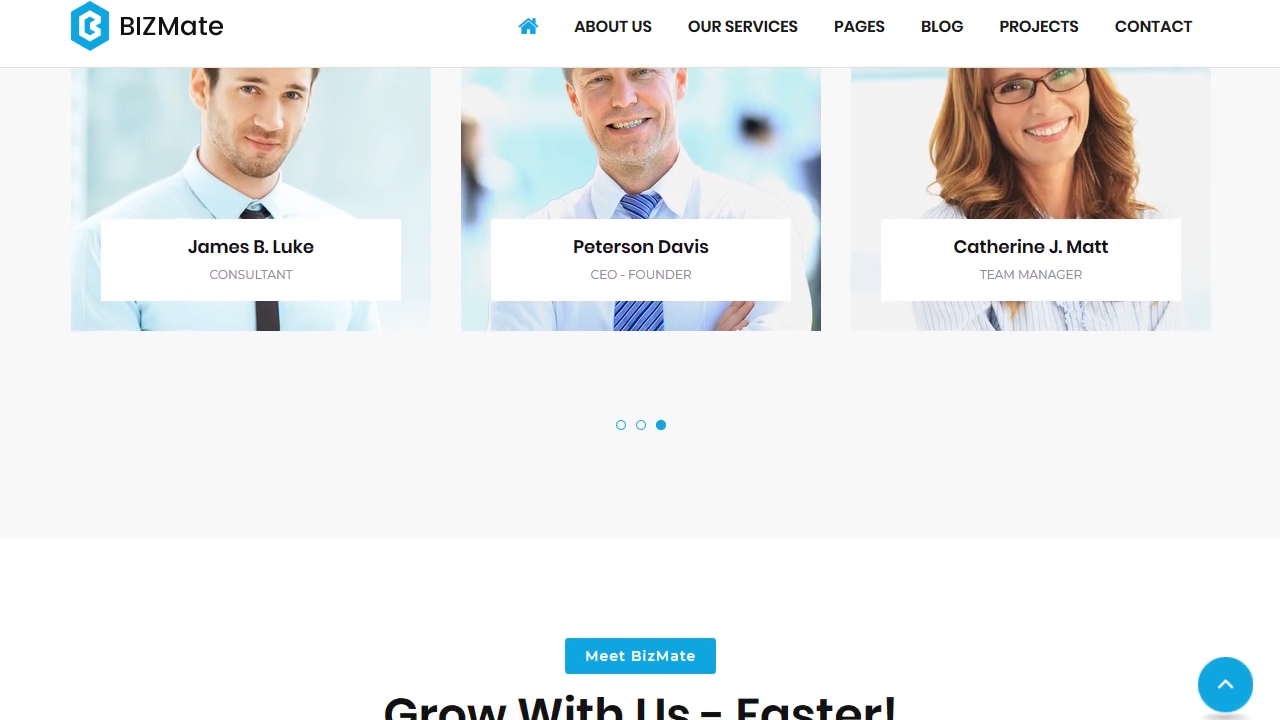 BIZMate
ABOUT US
OUR SERVICES
PAGES
BLOG
PROJECTS
CONTACT
James B. Luke
CONSULTANT
Peterson Davis
CEO - FOUNDER
Catherine J. Matt
TEAM MANAGER
Meet BizMate
Grow With Us - Faster!